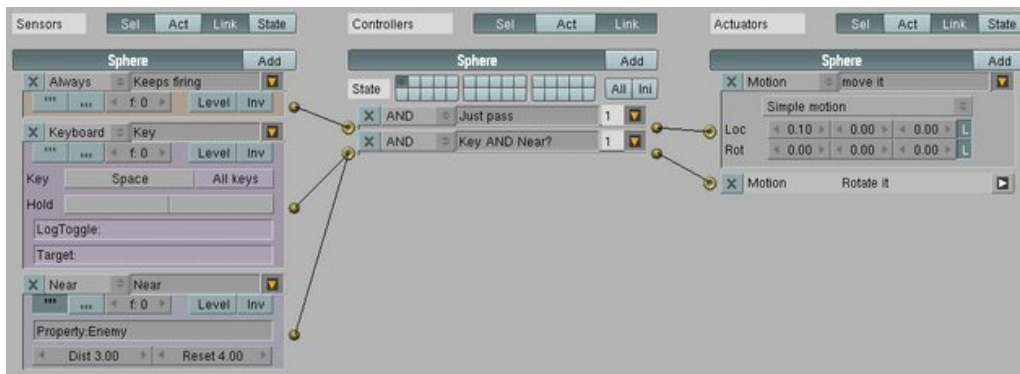 Sensors Sel Act Link State
Sphere Add
X Always Keeps firing
f: 0 Level Inv
X Keyboard Key
f: 0 Level Inv
Key Space All keys
Hold
LogToggle:
Target:
X Near Near
f: 0 Level Inv
Property:Enemy
Dist 3.00 Reset 4.00
Controllers Sel Act Link
Sphere Add
State All Ini
X AND Just pass 1
X AND Key AND Near? 1
Actuators Sel Act Link State
Sphere Add
X Motion move it
Simple motion
Loc 0.10 0.00 0.00 L
Rot 0.00 0.00 0.00 L
X Motion Rotate it